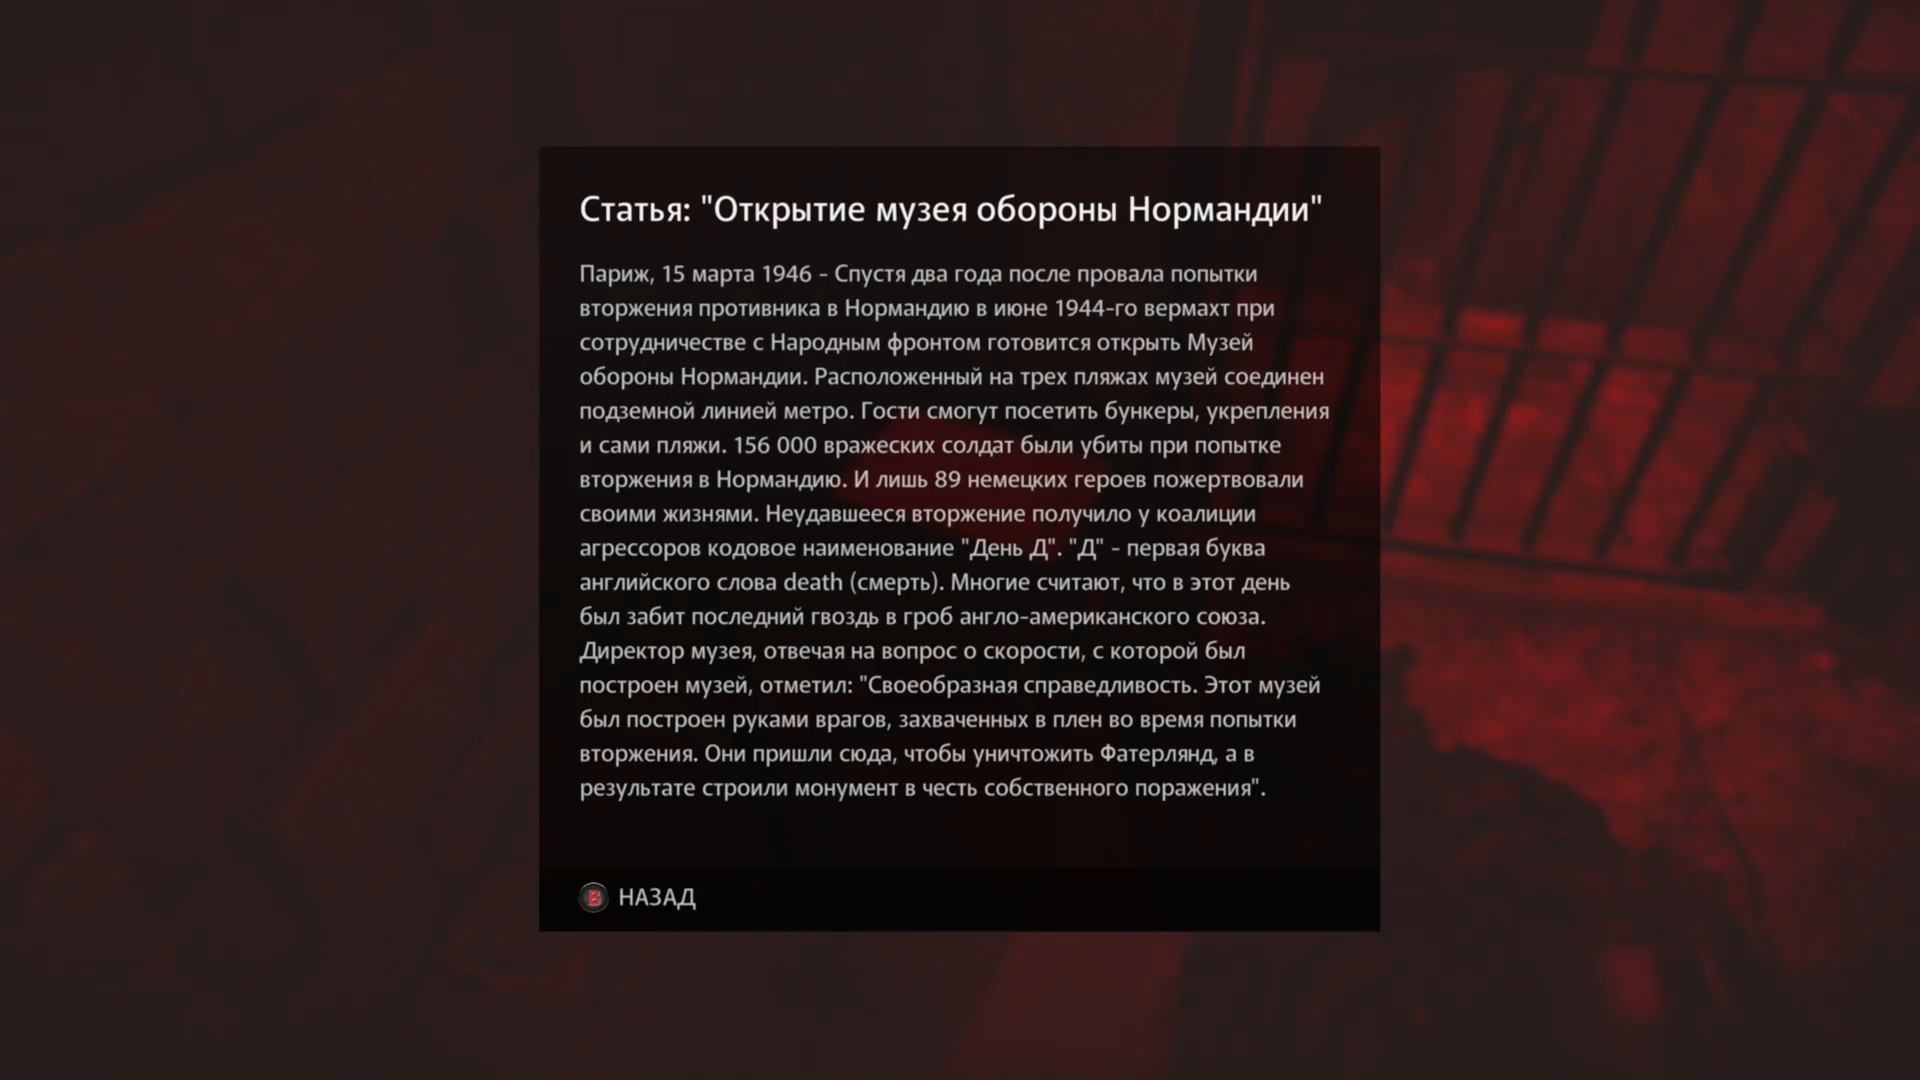 Статья: "Открытие музея обороны Нормандии"
Париж, 15 марта 1946 - Спустя два года после провала попытки
вторжения противника в Нормандию в июне 1944-го вермахт при
сотрудничестве с Народным фронтом готовится открыть Музей
обороны Нормандии. Расположенный на трех пляжах музей соединен
подземной линией метро. Гости смогут посетить бункеры, укрепления
и сами пляжи. 156 000 вражеских солдат были убиты при попытке
вторжения в Нормандию. И лишь 89 немецких героев пожертвовали
своими жизнями. Неудавшееся вторжение получило у коалиции
агрессоров кодовое наименование "День Д". "Д" - первая буква
английского слова death (смерть). Многие считают, что в этот день
был забит последний гвоздь в гроб англо-американского союза.
Директор музея, отвечая на вопрос о скорости, с которой был
построен музей, отметил: "Своеобразная справедливость. Этот музей
был построен руками врагов, захваченных в плен во время попытки
вторжения. Они пришли сюда, чтобы уничтожить Фатерлянд, а в
результате строили монумент в честь собственного поражения".
B НАЗАД